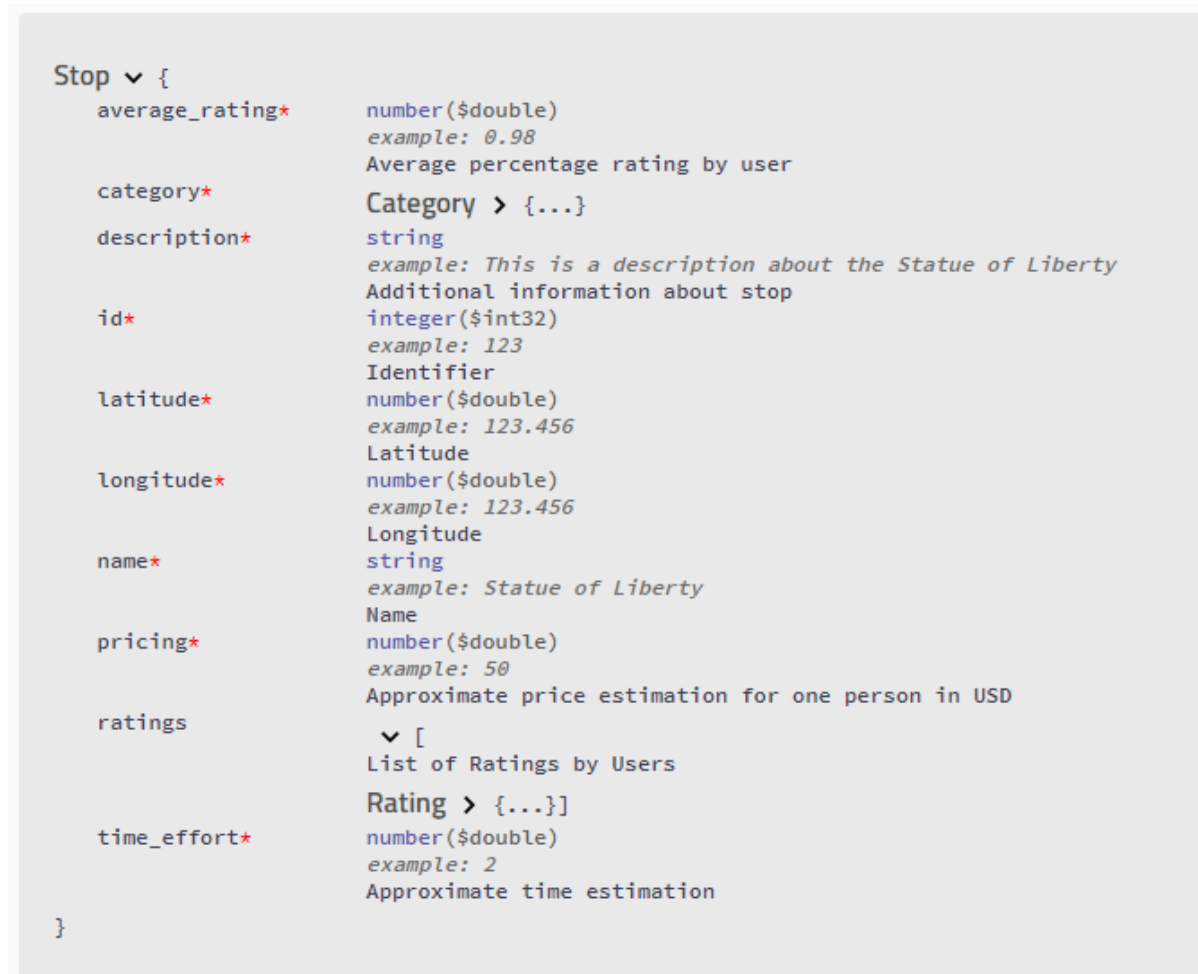 Stop {
average_rating* number($double)
example: 0.98
Average percentage rating by user
category* Category {...}
description* string
example: This is a description about the Statue of Liberty
Additional information about stop
id* integer($int32)
example: 123
Identifier
latitude* number($double)
example: 123.456
Latitude
longitude* number($double)
example: 123.456
Longitude
name* string
example: Statue of Liberty
Name
pricing* number($double)
example: 50
Approximate price estimation for one person in USD
ratings [
List of Ratings by Users
Rating {...}]
time_effort* number($double)
example: 2
Approximate time estimation
}